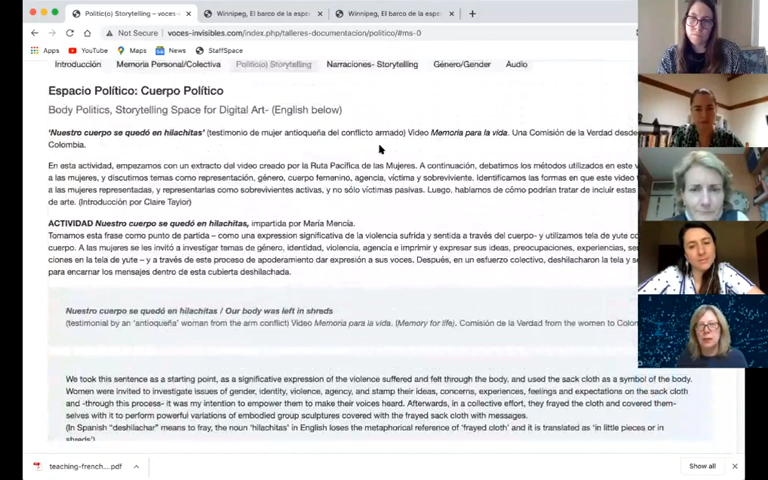 Politic(o) Storytelling – voces-
Winnipeg, El barco de la espe
Winnipeg, El barco de la espe
Not Secure
voces-invisibles.com/index.php/talleres-documentacion/politico/#ms-0
Apps
YouTube
Maps
News
StaffSpace
Introducción
Memoria Personal/Colectiva
Politic(o) Storytelling
Narraciones- Storytelling
Género/Gender
Audio
Espacio Político: Cuerpo Político
Body Politics, Storytelling Space for Digital Art- (English below)
'Nuestro cuerpo se quedó en hilachitas' (testimonio de mujer antioqueña del conflicto armado) Video Memoria para la vida. Una Comisión de la Verdad desde
Colombia.
En esta actividad, empezamos con un extracto del video creado por la Ruta Pacífica de las Mujeres. A continuación, debatimos los métodos utilizados en este v
a las mujeres, y discutimos temas como representación, género, cuerpo femenino, agencia, víctima y sobreviviente. Identificamos las formas en que este video
a las mujeres representadas, y representarlas como sobrevivientes activas, y no sólo víctimas pasivas. Luego, hablamos de cómo podrían tratar de incluir estas
de arte. (Introducción por Claire Taylor)
ACTIVIDAD Nuestro cuerpo se quedó en hilachitas, impartida por María Mencía.
Tomamos esta frase como punto de partida – como una expresión significativa de la violencia sufrida y sentida a través del cuerpo- y utilizamos tela de yute co
cuerpo. A las mujeres se les invitó a investigar temas de género, identidad, violencia, agencia e imprimir y expresar sus ideas, preocupaciones, experiencias, se
ciones en la tela de yute – y a través de este proceso de apoderamiento dar expresión a sus voces. Después, en un esfuerzo colectivo, deshilacharon la tela y s
para encarnar los mensajes dentro de esta cubierta deshilachada.
Nuestro cuerpo se quedó en hilachitas / Our body was left in shreds
(testimonial by an 'antioqueña' woman from the arm conflict) Video Memoria para la vida. (Memory for life). Comisión de la Verdad from the women to Colon
We took this sentence as a starting point, as a significative expression of the violence suffered and felt through the body, and used the sack cloth as a symbol of the body.
Women were invited to investigate issues of gender, identity, violence, agency, and stamp their ideas, concerns, experiences, feelings and expectations on the sack cloth
and -through this process- it was my intention to empower them to make their voices heard. Afterwards, in a collective effort, they frayed the cloth and covered them-
selves with it to perform powerful variations of embodied group sculptures covered with the frayed sack cloth with messages.
(In Spanish "deshilachar" means to fray, the noun 'hilachitas' in English loses the metaphorical reference of 'frayed cloth' and it is translated as 'in little pieces or in
shreds')
teaching-french....pdf
Show all